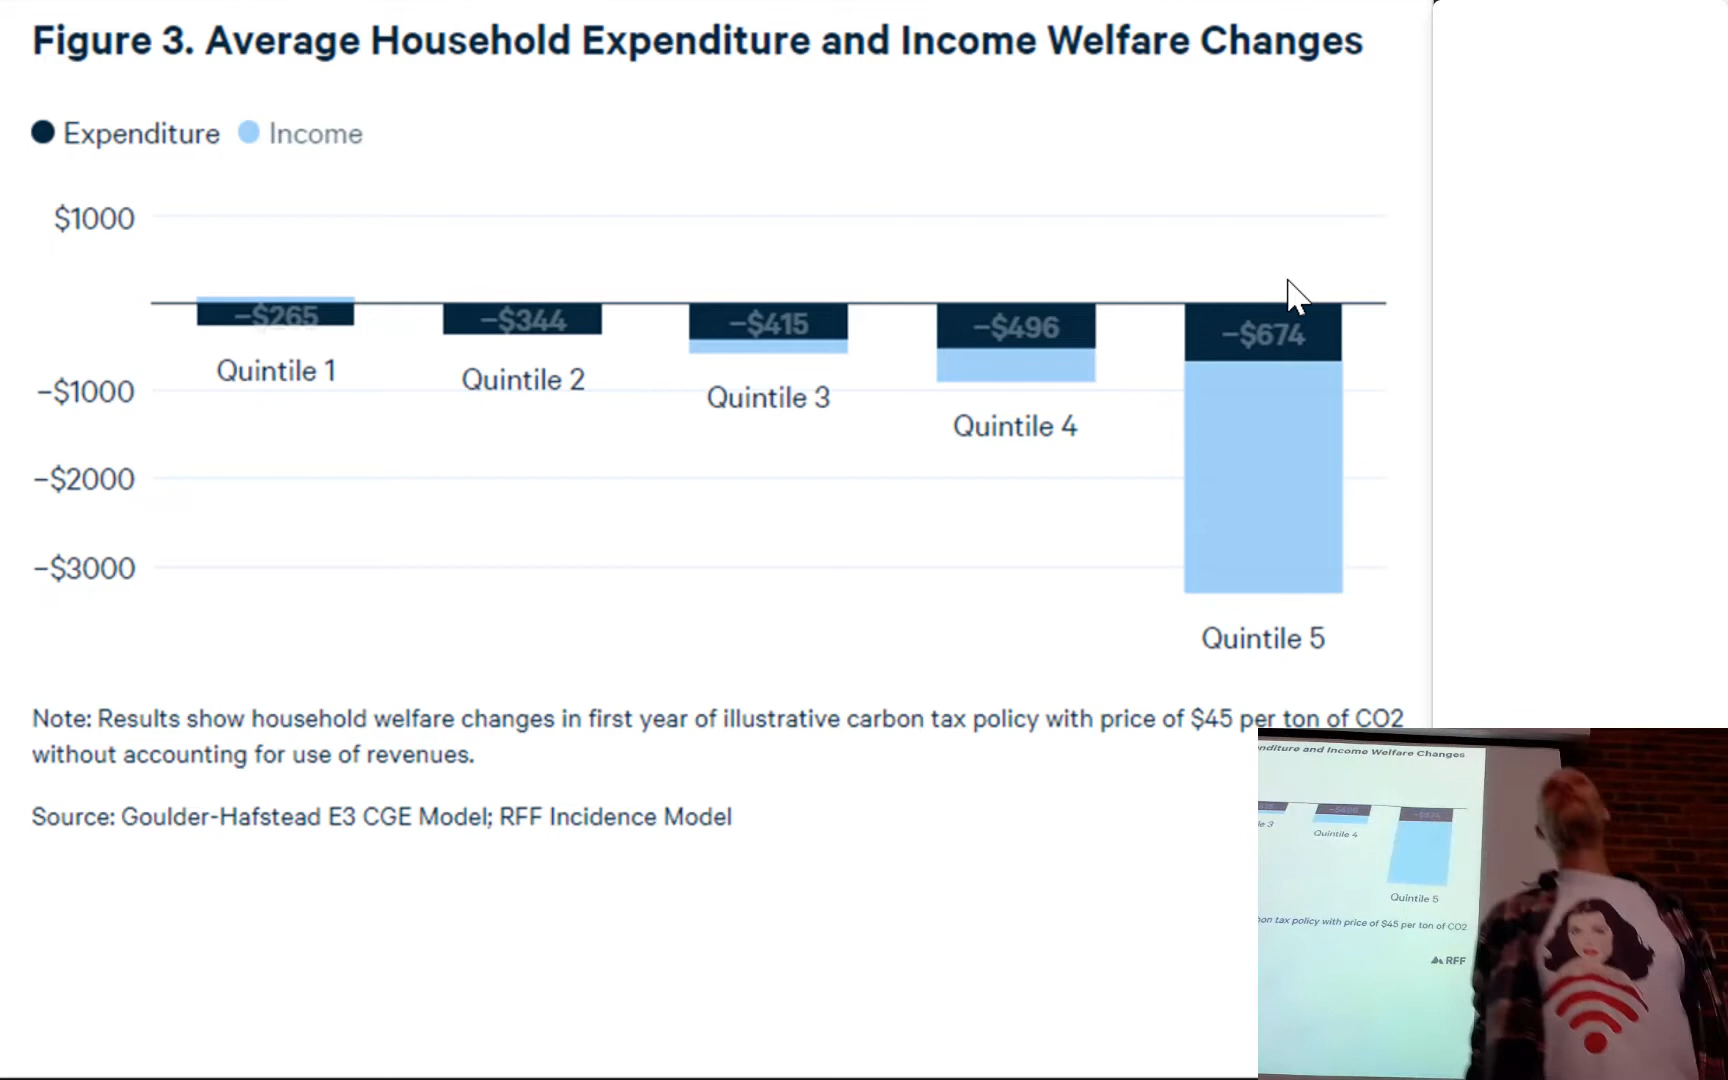 Figure 3. Average Household Expenditure and Income Welfare Changes
Expenditure Income
$1000
−$265 −$344 −$415 −$496 −$674
Quintile 1
Quintile 2
Quintile 3
Quintile 4
Quintile 5
−$1000
−$2000
−$3000
Note: Results show household welfare changes in first year of illustrative carbon tax policy with price of $45 per ton of CO2
without accounting for use of revenues.
Source: Goulder-Hafstead E3 CGE Model; RFF Incidence Model
nditure and Income Welfare Changes
le 3
Quintile 4
Quintile 5
on tax policy with price of $45 per ton of CO2
RFF